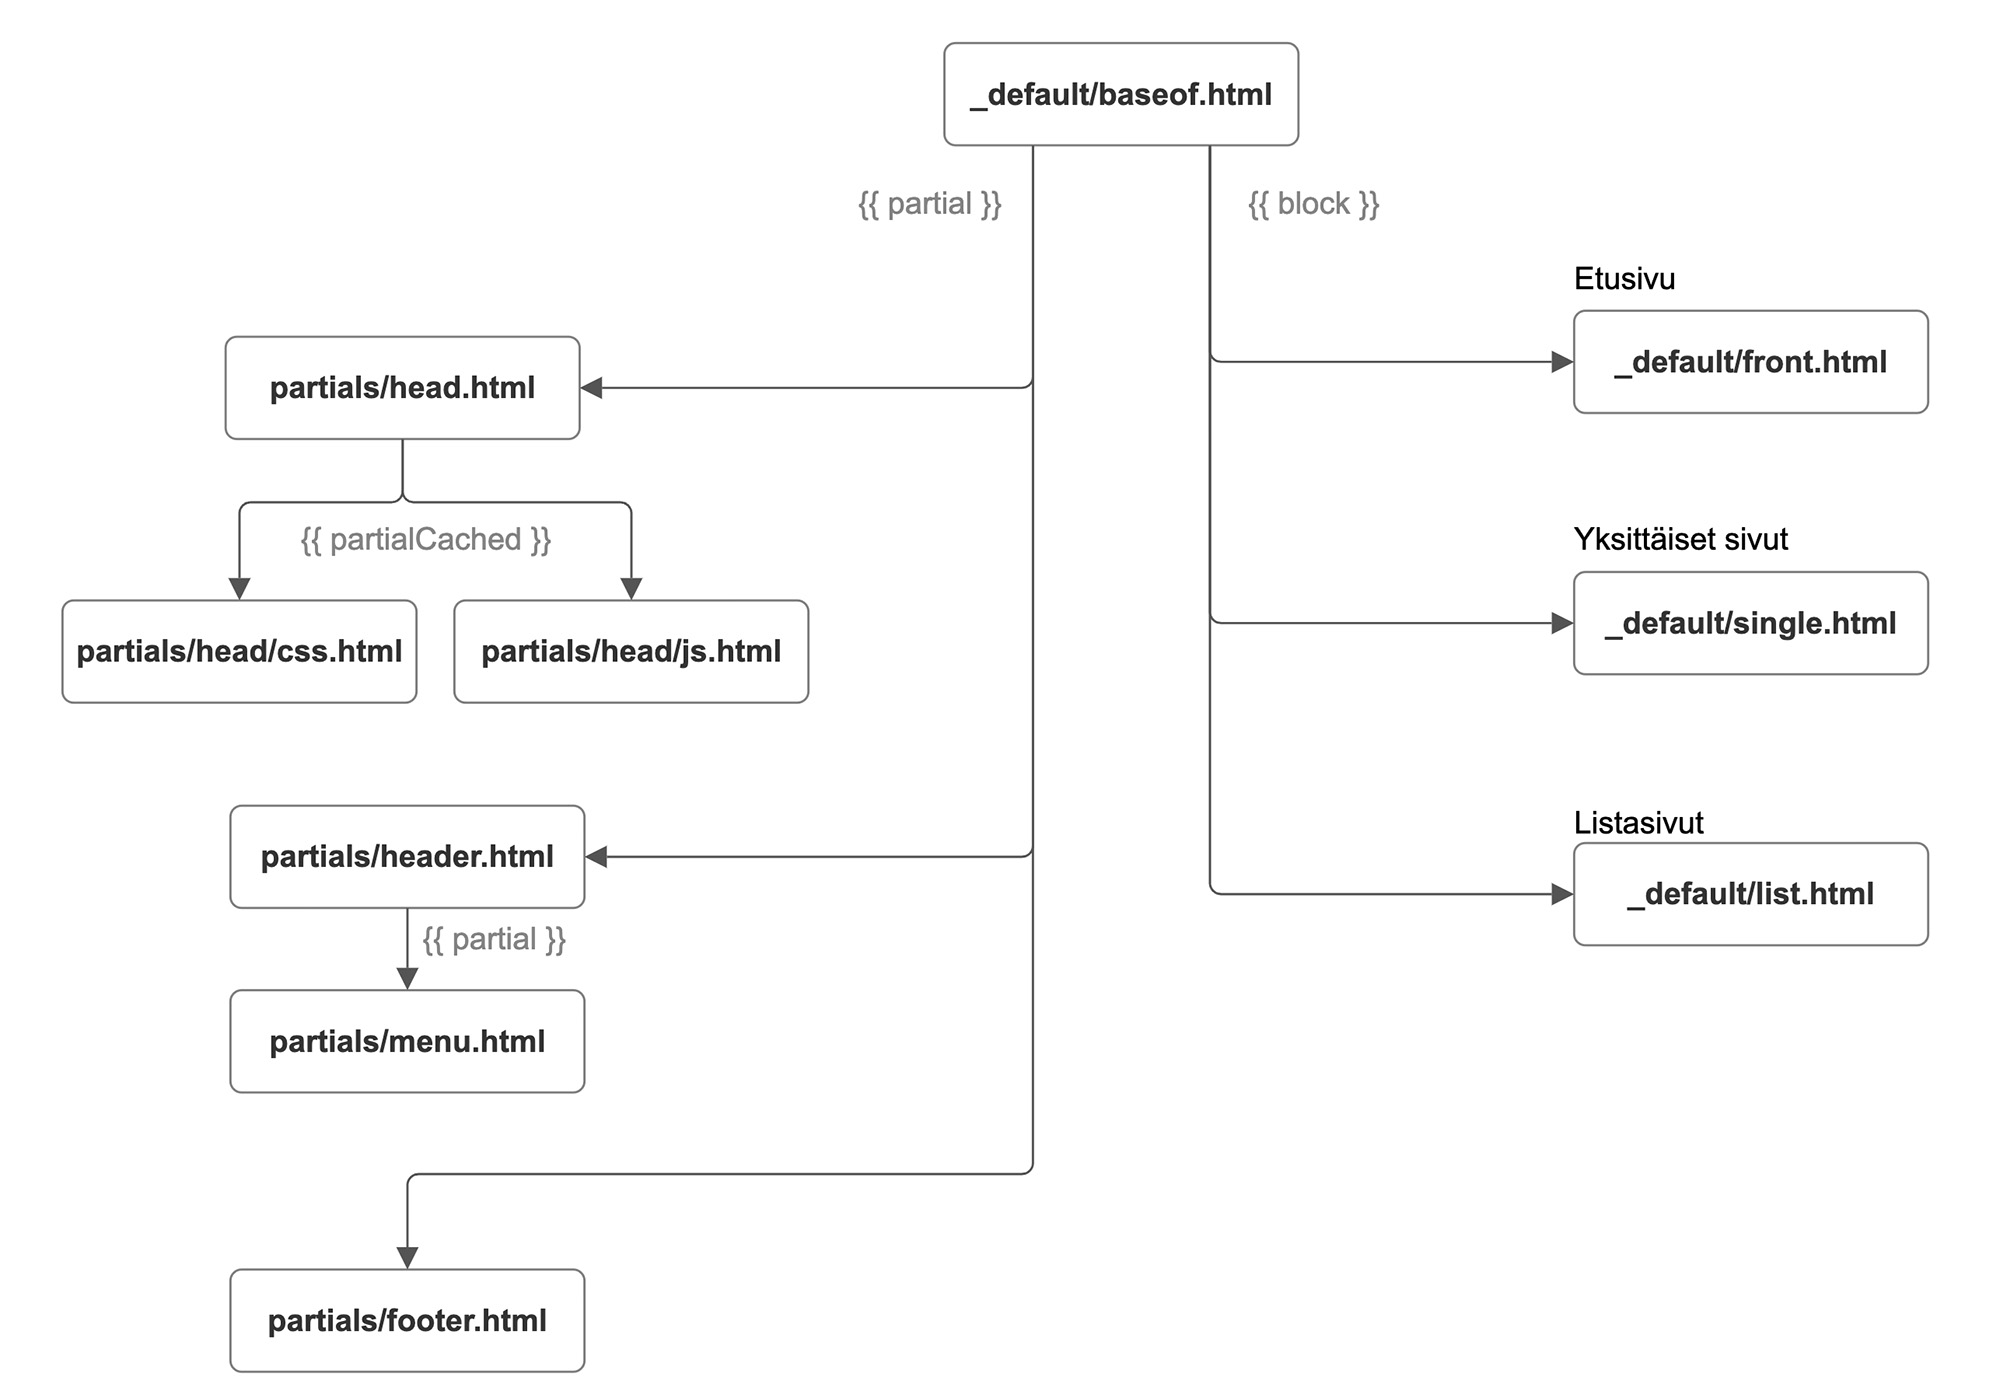 _default/baseof.html
{{ partial }}
{{ block }}
Etusivu
_default/front.html
partials/head.html
{{ partialCached }}
Yksittäiset sivut
_default/single.html
partials/head/css.html
partials/head/js.html
Listasivut
partials/header.html
_default/list.html
{{ partial }}
partials/menu.html
partials/footer.html